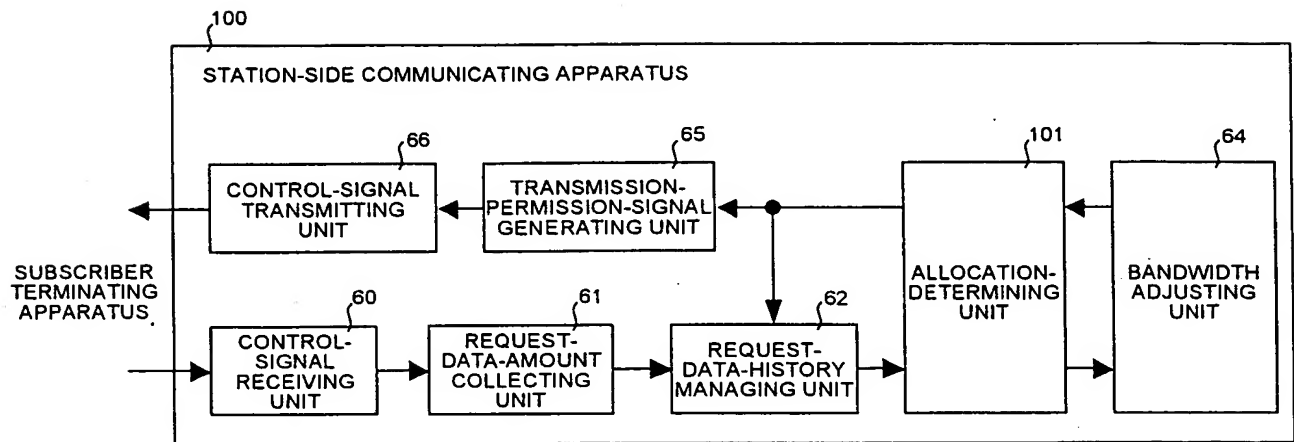 100
STATION-SIDE COMMUNICATING APPARATUS
66
65
101
64
CONTROL-SIGNAL
TRANSMITTING
UNIT
TRANSMISSION-
PERMISSION-SIGNAL
GENERATING UNIT
ALLOCATION-
DETERMINING
UNIT
BANDWIDTH
ADJUSTING
UNIT
SUBSCRIBER
TERMINATING
APPARATUS
60
61
62
CONTROL-
SIGNAL
RECEIVING
UNIT
REQUEST-
DATA-AMOUNT
COLLECTING
UNIT
REQUEST-
DATA-HISTORY
MANAGING UNIT